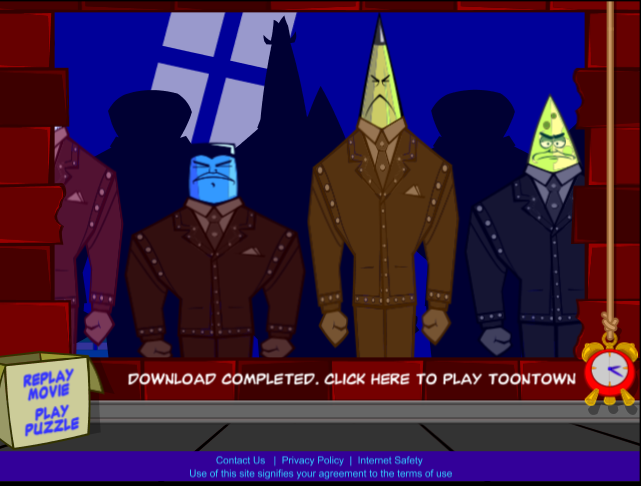 REPLAY
MOVIE
PLAY
PUZZLE
DOWNLOAD COMPLETED. CLICK HERE TO PLAY TOONTOWN
Contact Us | Privacy Policy | Internet Safety
Use of this site signifies your agreement to the terms of use